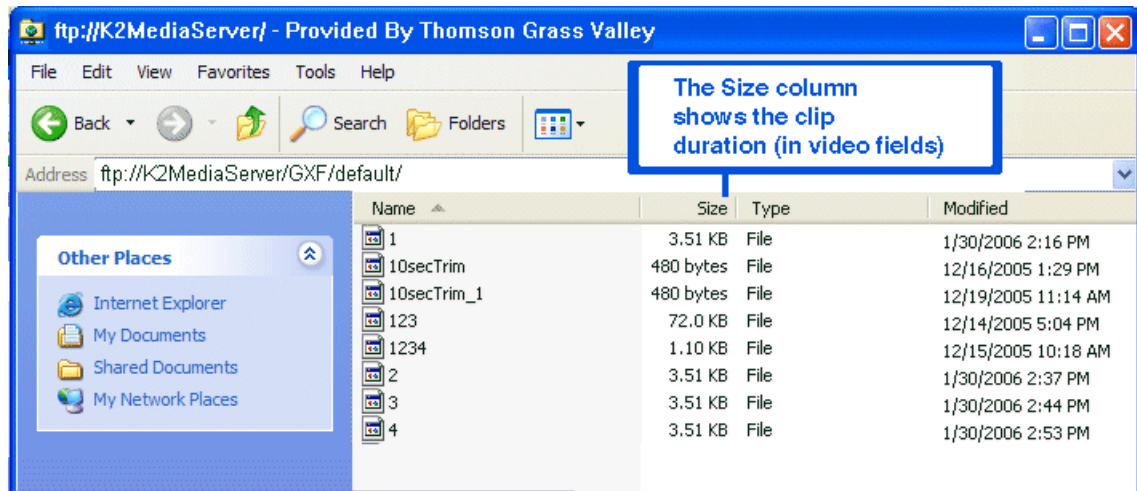 ftp://K2MediaServer/ - Provided By Thomson Grass Valley
File Edit View Favorites Tools Help
The Size column
shows the clip
duration (in video fields)
Back Search Folders
Address ftp://K2MediaServer/GXF/default/
Name Size Type Modified
Other Places
Internet Explorer
My Documents
Shared Documents
My Network Places
1 3.51 KB File 1/30/2006 2:16 PM
10secTrim 480 bytes File 12/16/2005 1:29 PM
10secTrim_1 480 bytes File 12/19/2005 11:14 AM
123 72.0 KB File 12/14/2005 5:04 PM
1234 1.10 KB File 12/15/2005 10:18 AM
2 3.51 KB File 1/30/2006 2:37 PM
3 3.51 KB File 1/30/2006 2:44 PM
4 3.51 KB File 1/30/2006 2:53 PM